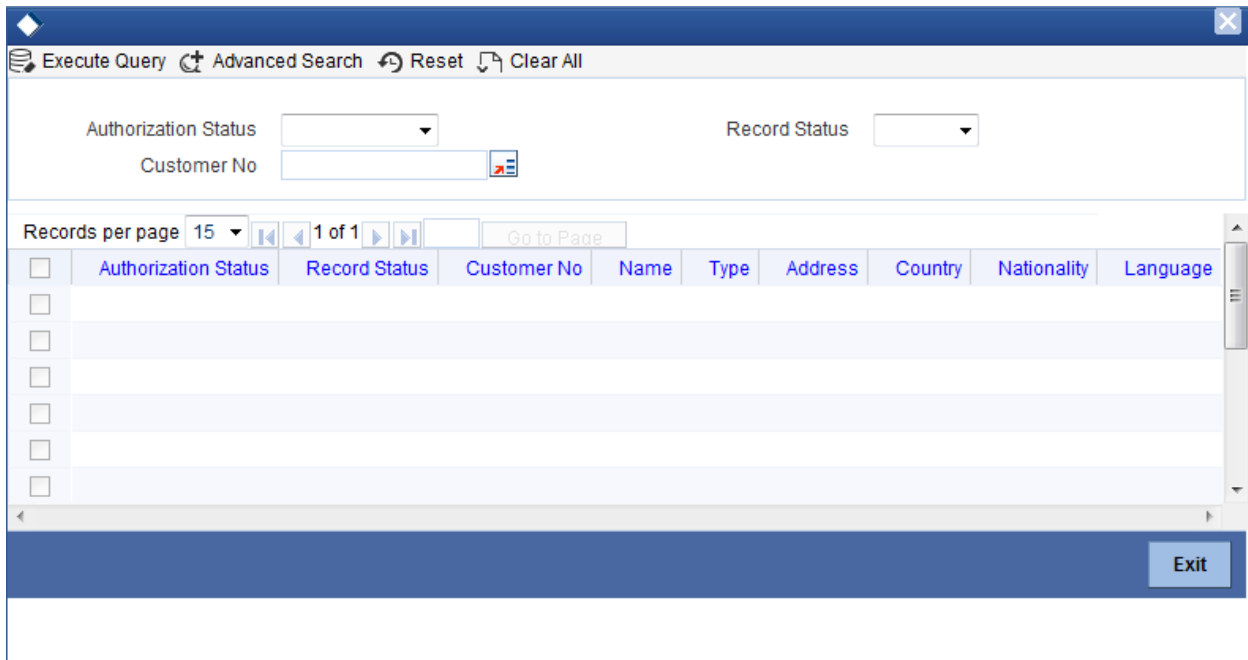 Execute Query Advanced Search Reset Clear All
Authorization Status Record Status
Customer No
Records per page 15 1 of 1 Go to Page
Authorization Status Record Status Customer No Name Type Address Country Nationality Language
Exit